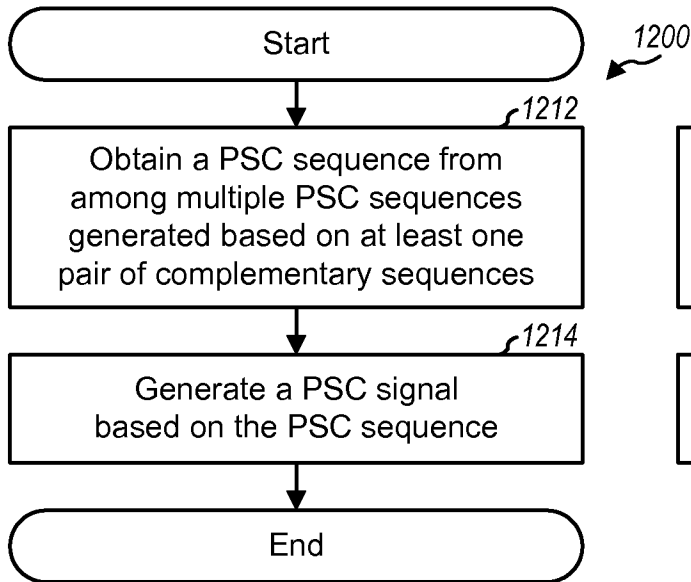 Start
1200
1212
Obtain a PSC sequence from
among multiple PSC sequences
generated based on at least one
pair of complementary sequences
1214
Generate a PSC signal
based on the PSC sequence
End